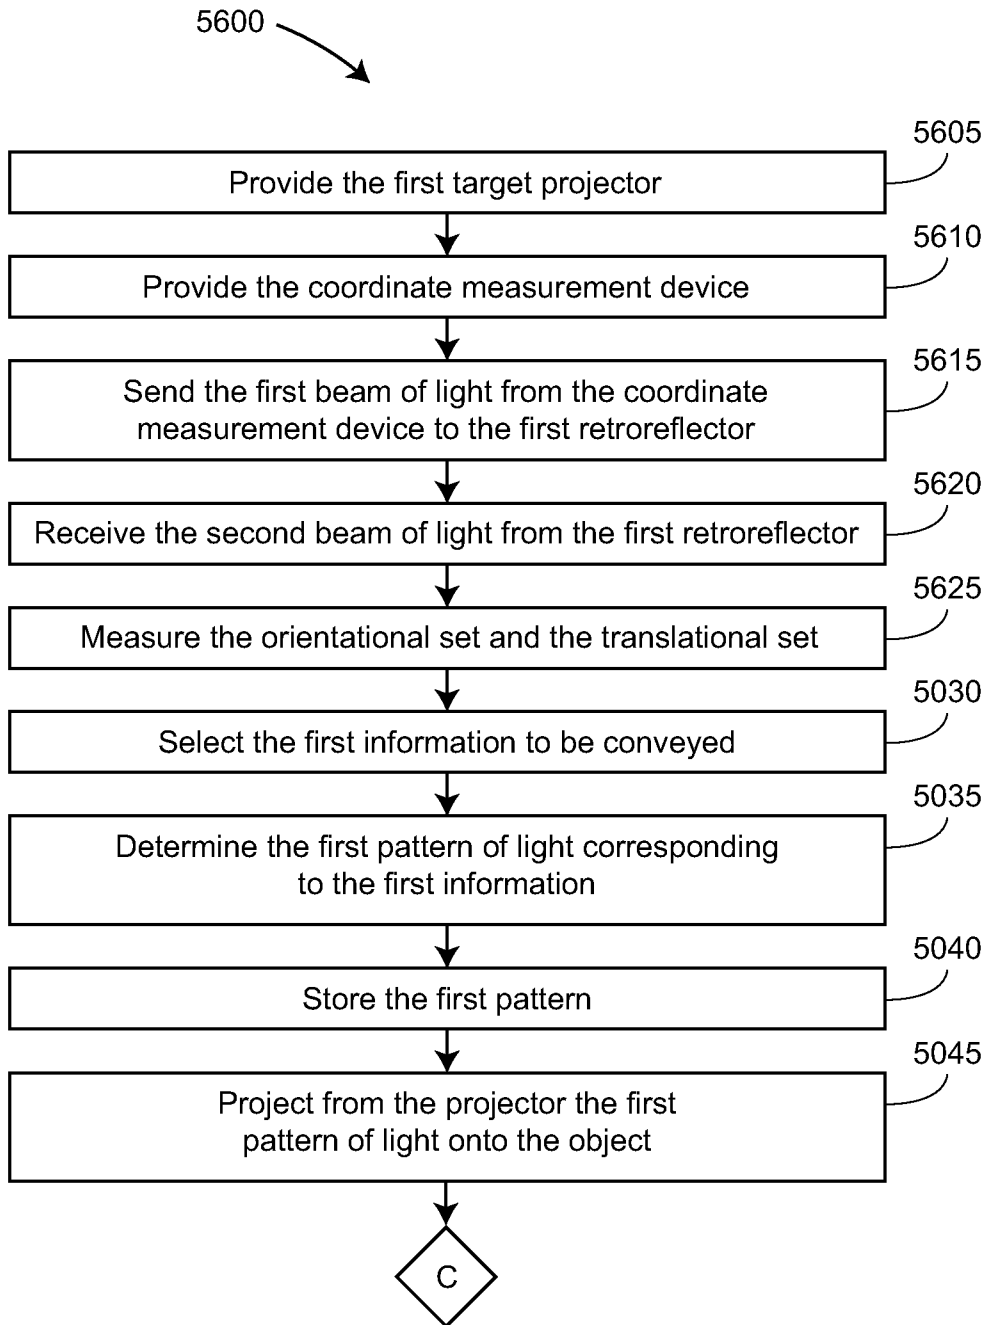 5600
5605
Provide the first target projector
5610
Provide the coordinate measurement device
5615
Send the first beam of light from the coordinate
measurement device to the first retroreflector
5620
Receive the second beam of light from the first retroreflector
5625
Measure the orientational set and the translational set
5030
Select the first information to be conveyed
5035
Determine the first pattern of light corresponding
to the first information
5040
Store the first pattern
5045
Project from the projector the first
pattern of light onto the object
C